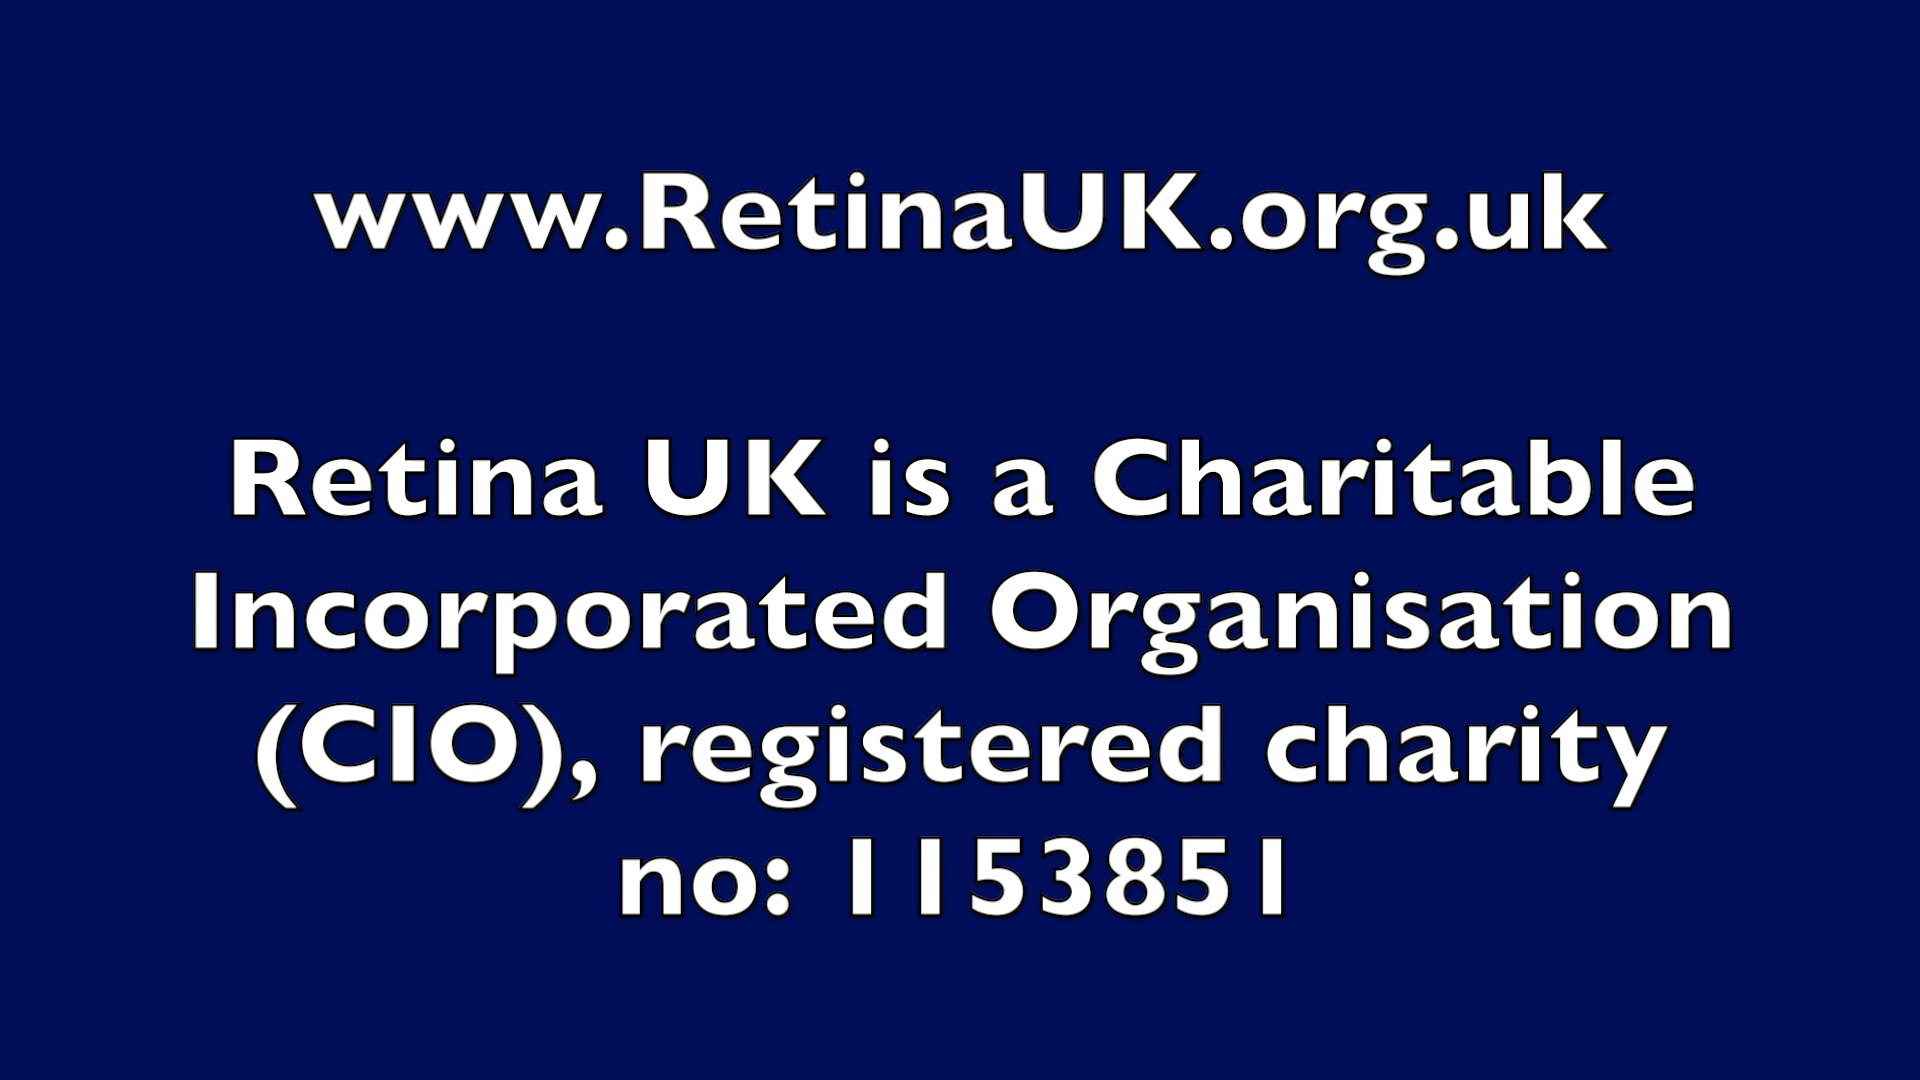 www.RetinaUK.org.uk
Retina UK is a Charitable
Incorporated Organisation
(CIO), registered charity
no: 1153851